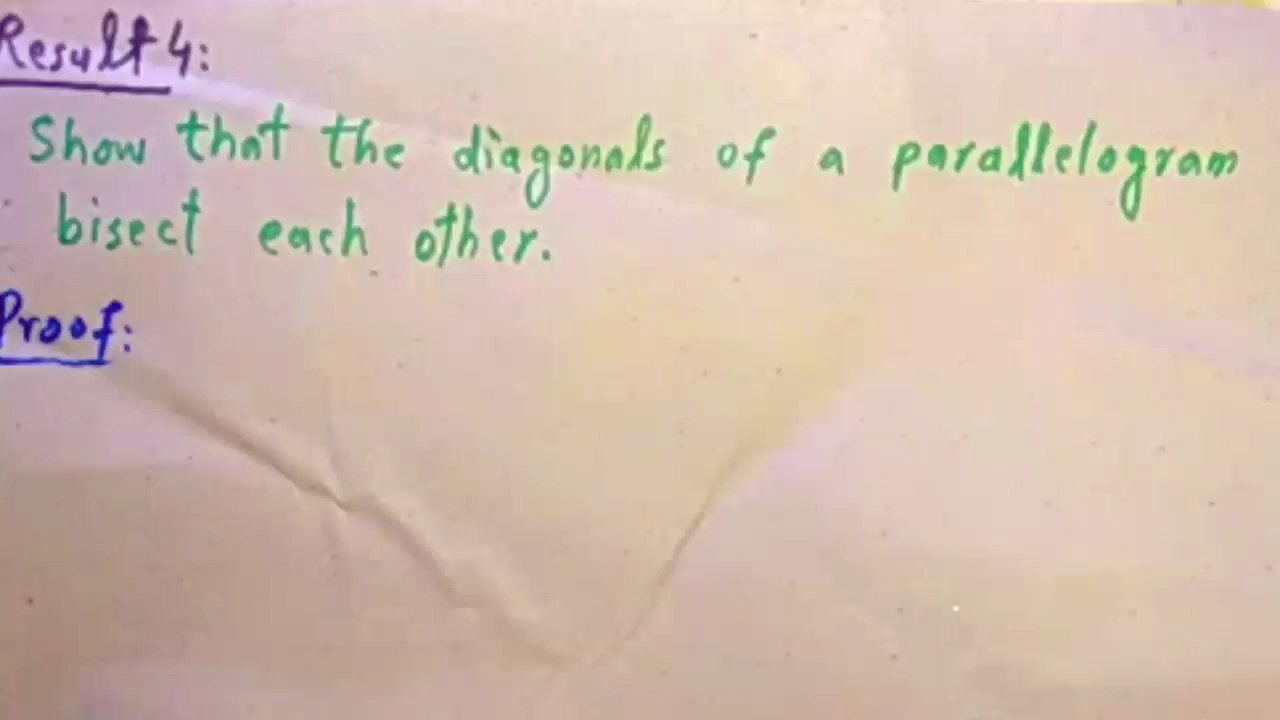 Result 4:
Show that the diagonals of a parallelogram
bisect each other.
Proof: